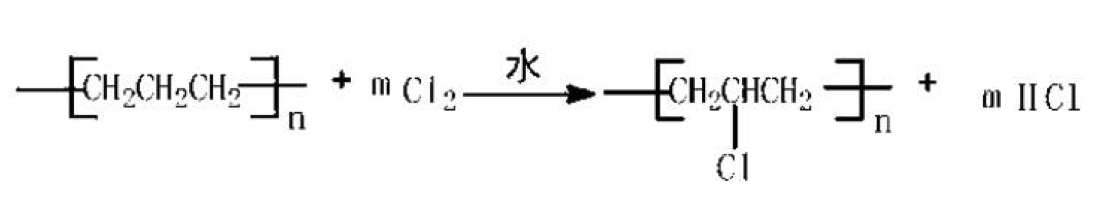 水
[CH₂CH₂CH₂]n + m Cl₂ → [CH₂CHCH₂]n + m HCl
Cl